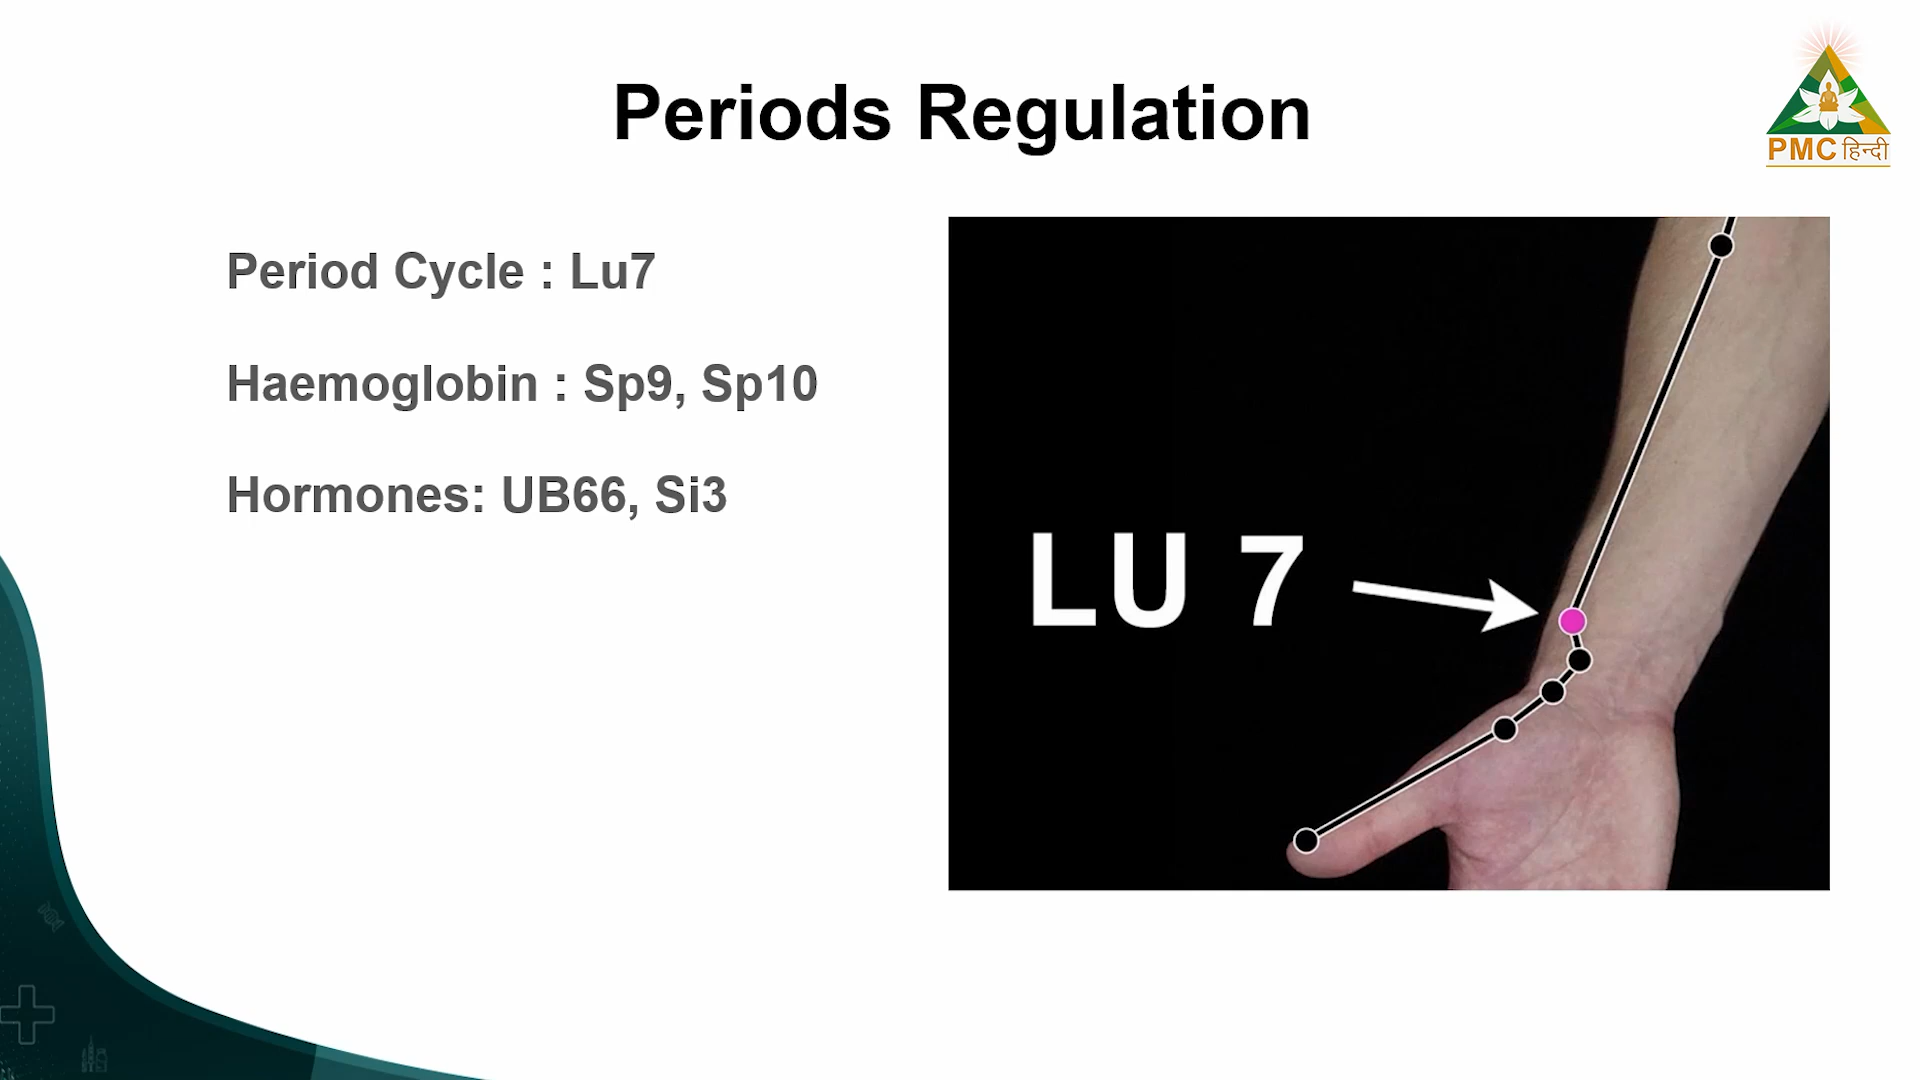 Periods Regulation
PMC हिन्दी
Period Cycle : Lu7
Haemoglobin : Sp9, Sp10
Hormones: UB66, Si3
LU 7